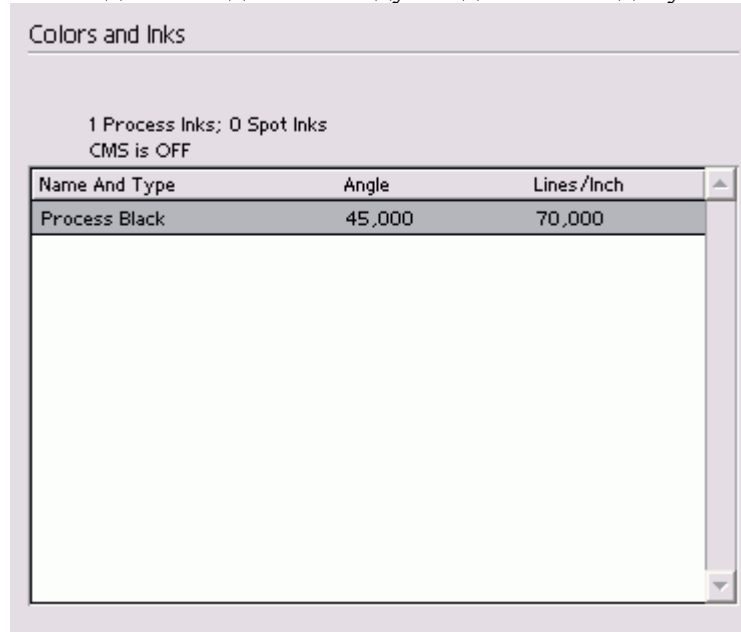 Colors and Inks
1 Process Inks; 0 Spot Inks
CMS is OFF
Name And Type Angle Lines/Inch
Process Black 45,000 70,000